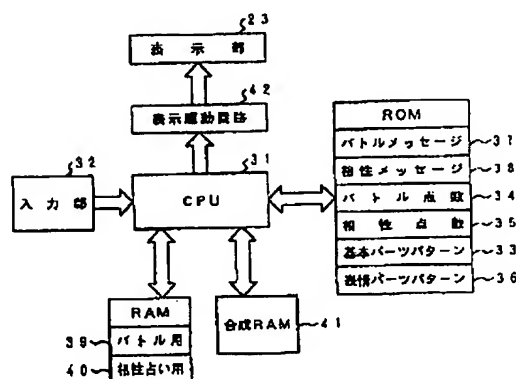 23
表示部
42
表示駆動回路
32
31
入力部
CPU
ROM
バトルメッセージ 37
相性メッセージ 38
バトル点数 34
相性点数 35
基本パーツパターン 33
表情パーツパターン 36
RAM
39 バトル用
40 相性占い用
合成RAM 41